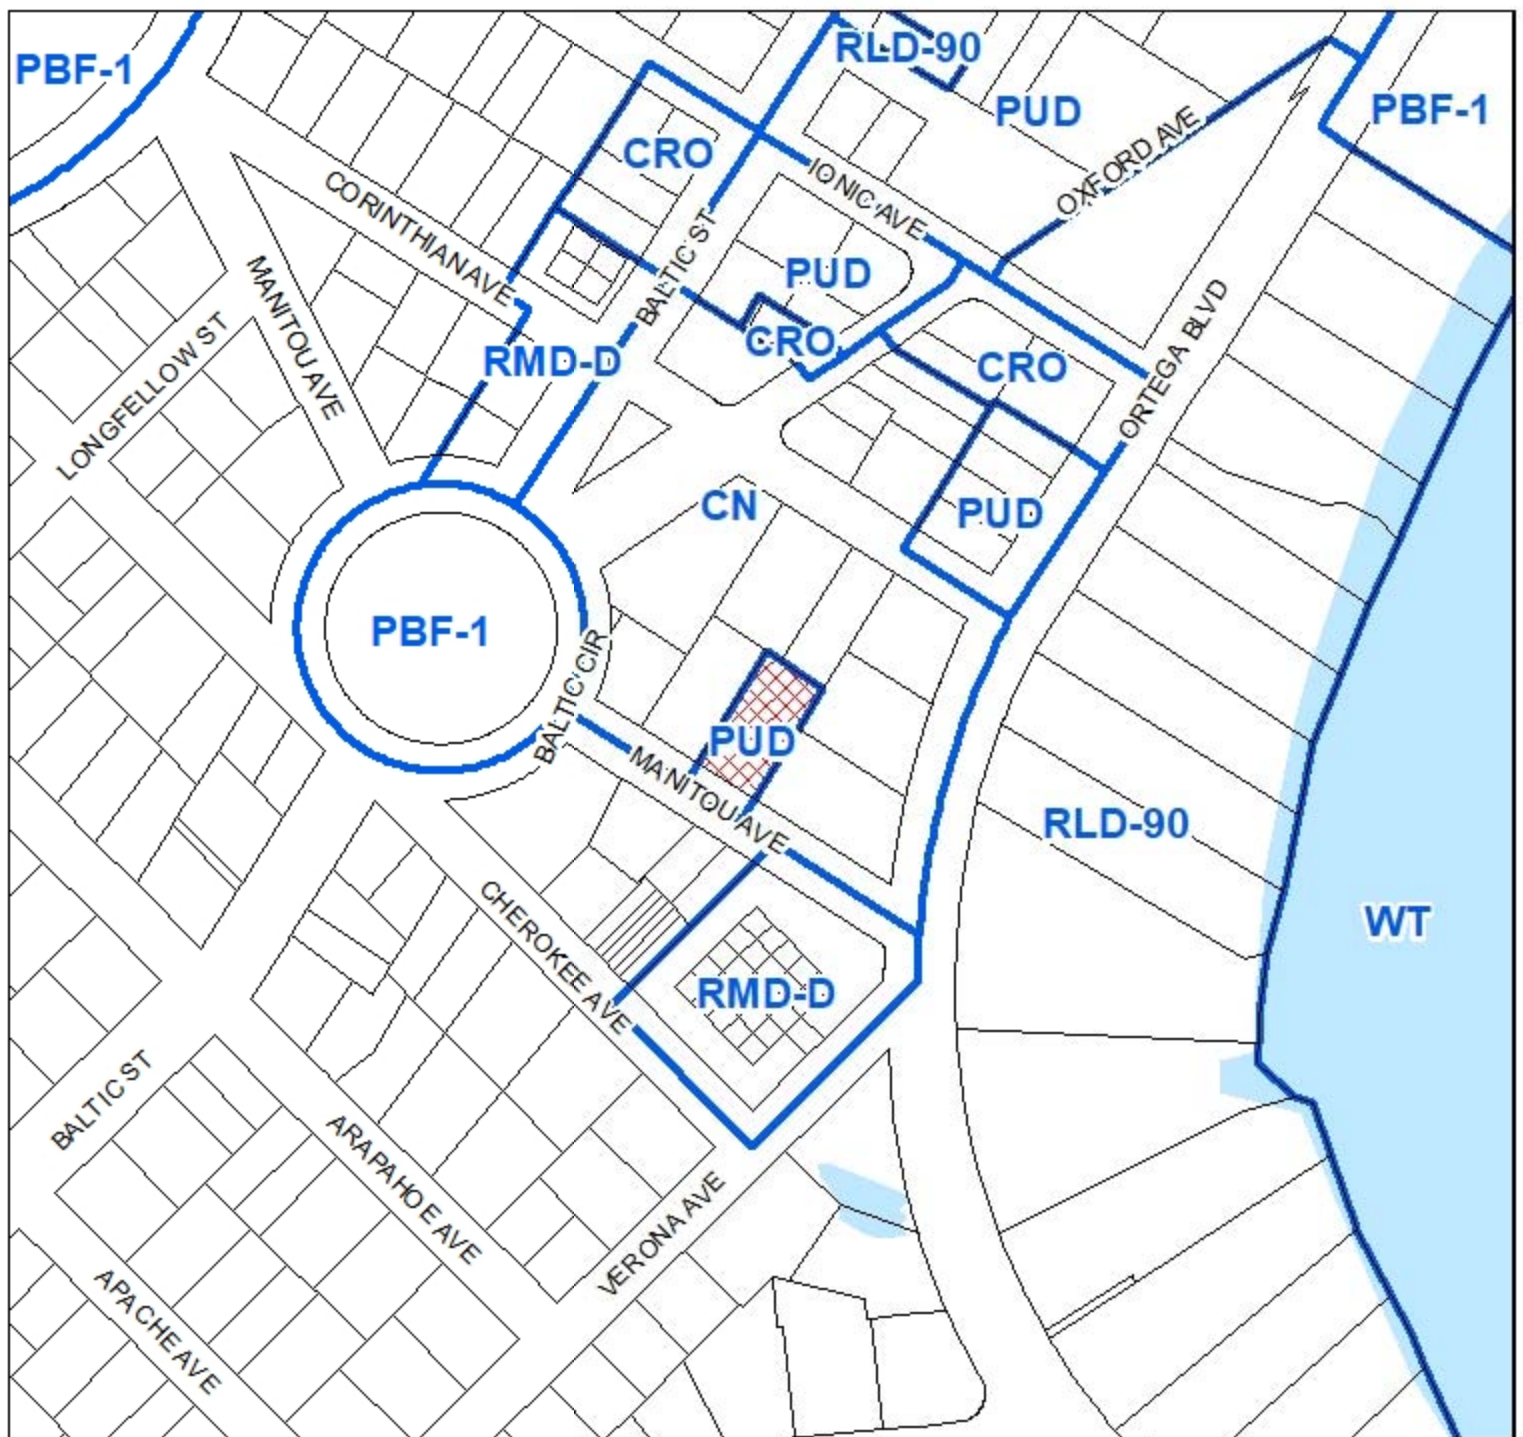 RLD-90
PBF-1
PUD
PBF-1
CRO
OXFORD AVE
IONIC AVE
CORINTHIAN AVE
BALTIC ST
PUD
MANITOU AVE
CRO
ORTEGA BLVD
RMD-D
CRO
LONGFELLOW ST
CN
PUD
PBF-1
BALTIC CIR
PUD
MANITOU AVE
RLD-90
WT
CHEROKEE AVE
RMD-D
BALTIC ST
ARAPAHOE AVE
VERONA AVE
APACHE AVE